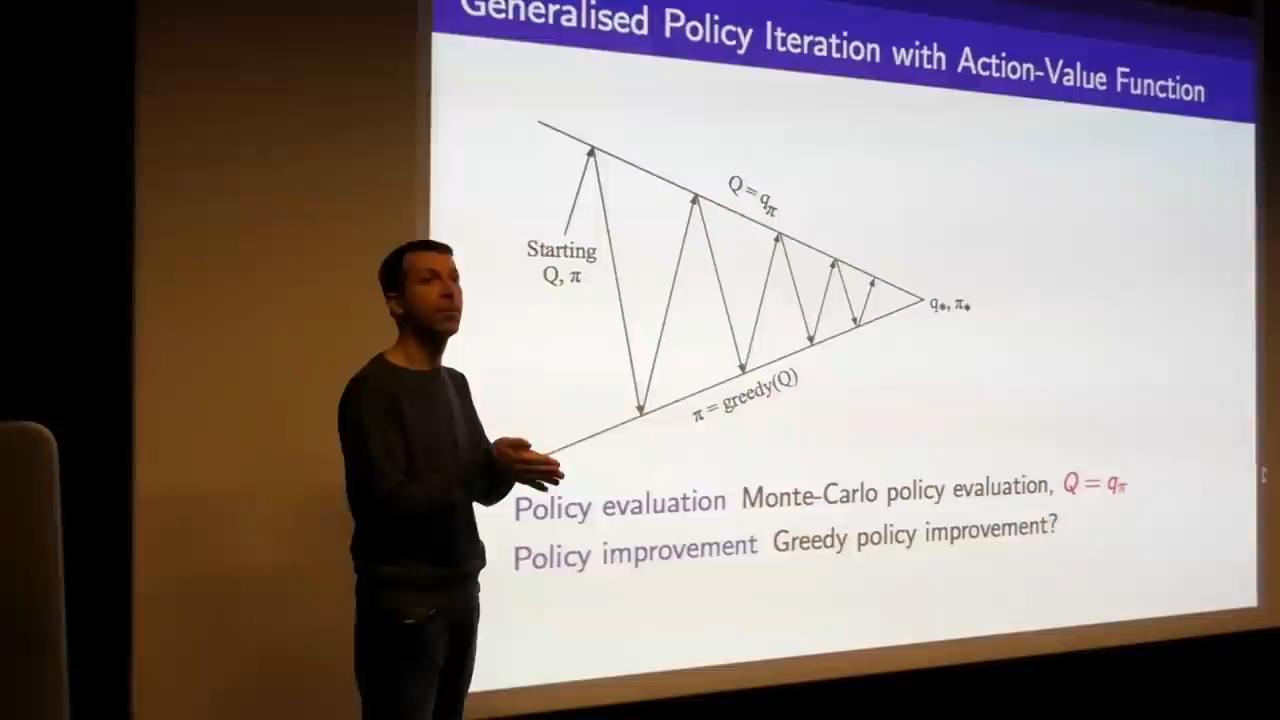 Generalised Policy Iteration with Action-Value Function
Q = qπ
Starting
Q, π
q*, π*
π = greedy(Q)
Policy evaluation Monte-Carlo policy evaluation, Q = qπ
Policy improvement Greedy policy improvement?